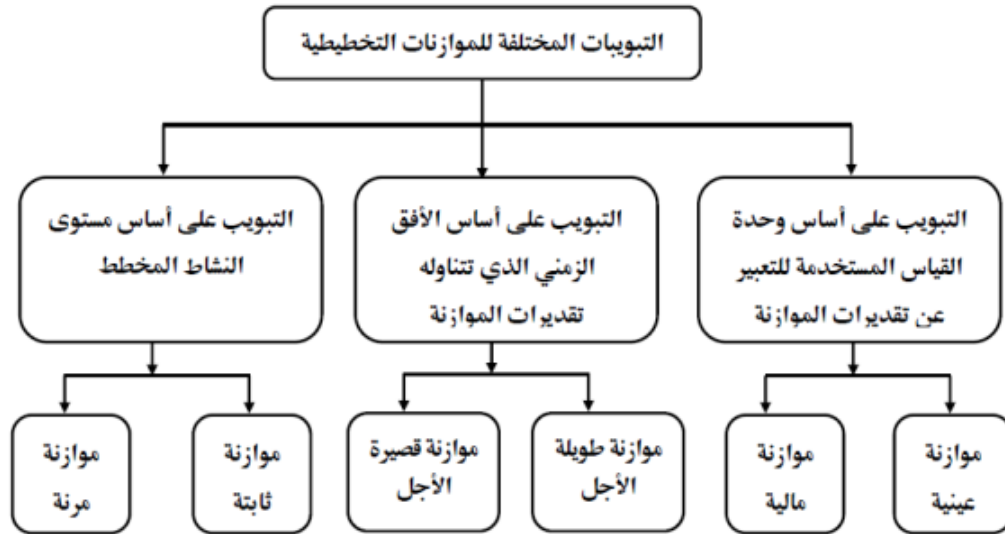 التبويبات المختلفة للموازنات التخطيطية
التبويب على أساس وحدة
القياس المستخدمة للتعبير
عن تقديرات الموازنة
التبويب على أساس الأفق
الزمني الذي تتناوله
تقديرات الموازنة
التبويب على أساس مستوى
النشاط المخطط
موازنة
عينية
موازنة
مالية
موازنة طويلة
الأجل
موازنة قصيرة
الأجل
موازنة
ثابتة
موازنة
مرنة